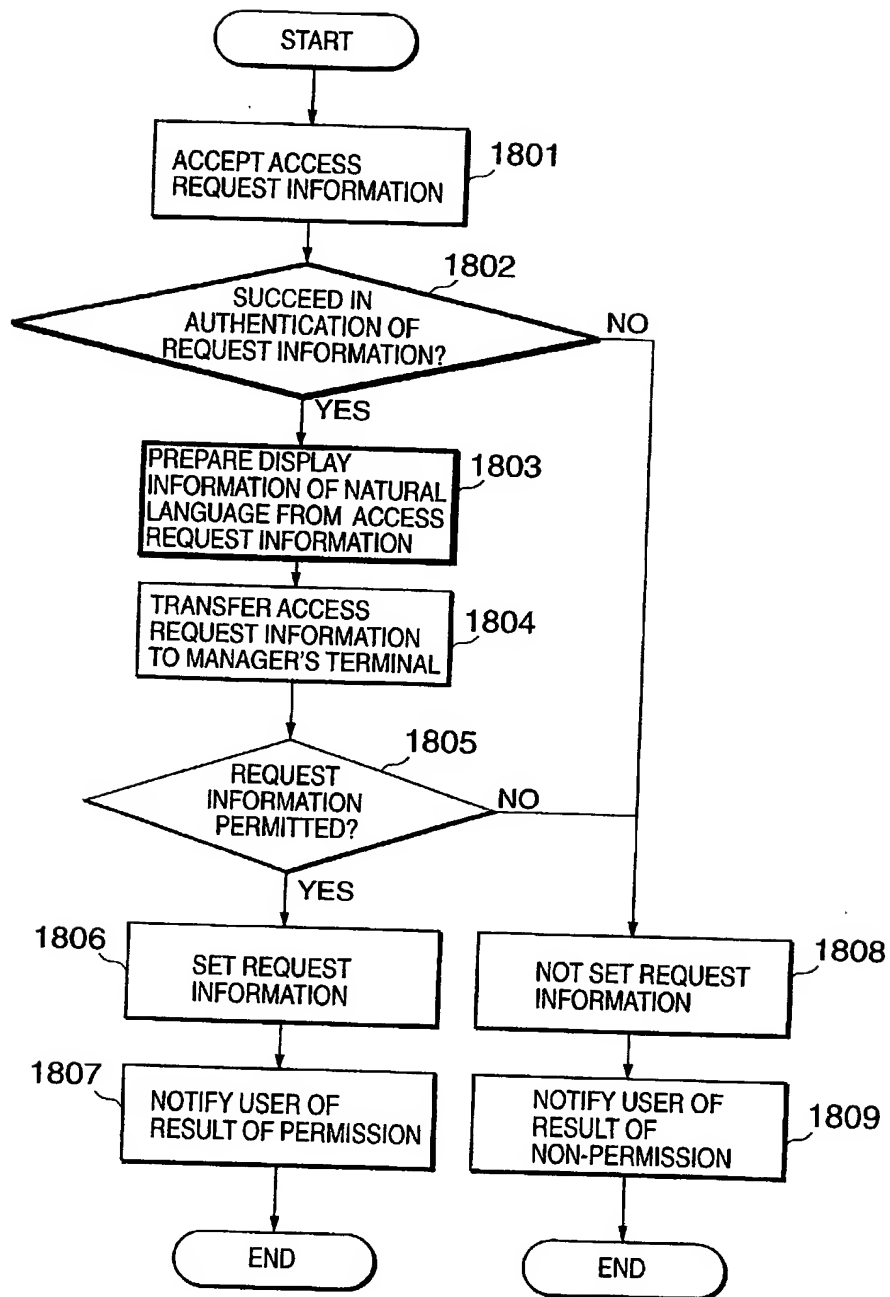 START
ACCEPT ACCESS
REQUEST INFORMATION
1801
1802
SUCCEED IN
AUTHENTICATION OF
REQUEST INFORMATION?
NO
YES
PREPARE DISPLAY
INFORMATION OF NATURAL
LANGUAGE FROM ACCESS
REQUEST INFORMATION
1803
TRANSFER ACCESS
REQUEST INFORMATION
TO MANAGER'S TERMINAL
1804
1805
REQUEST
INFORMATION
PERMITTED?
NO
YES
1806
SET REQUEST
INFORMATION
1808
NOT SET REQUEST
INFORMATION
1807
NOTIFY USER OF
RESULT OF PERMISSION
NOTIFY USER OF
RESULT OF
NON-PERMISSION
1809
END
END